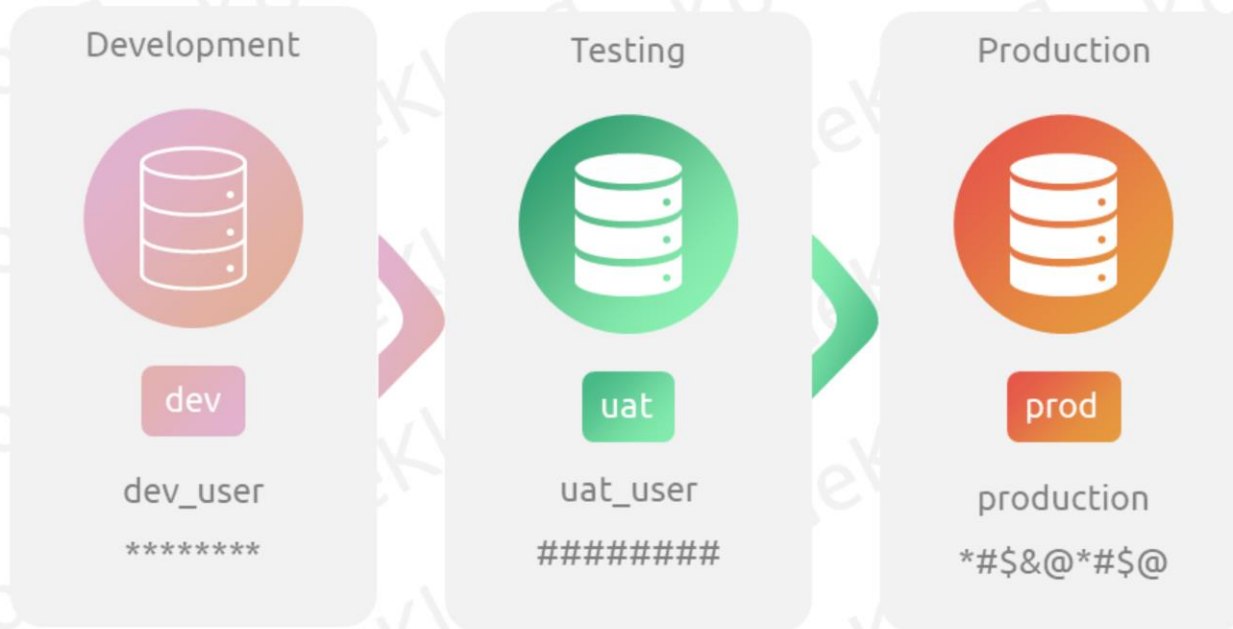 Development
dev
dev_user
********
Testing
uat
uat_user
########
Production
prod
production
*#$&@*#$@